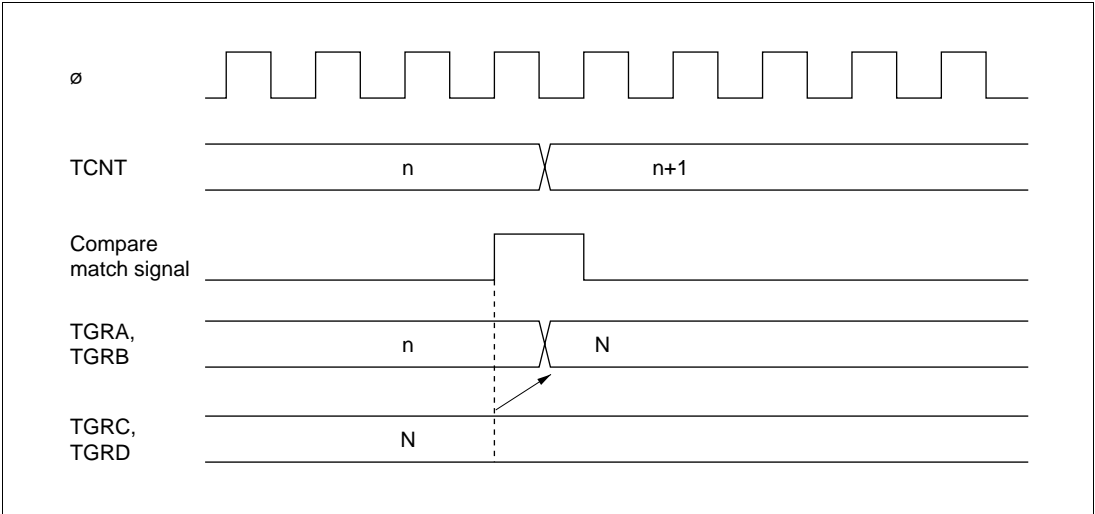 ø
TCNT n n+1
Compare
match signal
TGRA,
TGRB
n N
TGRC,
TGRD
N